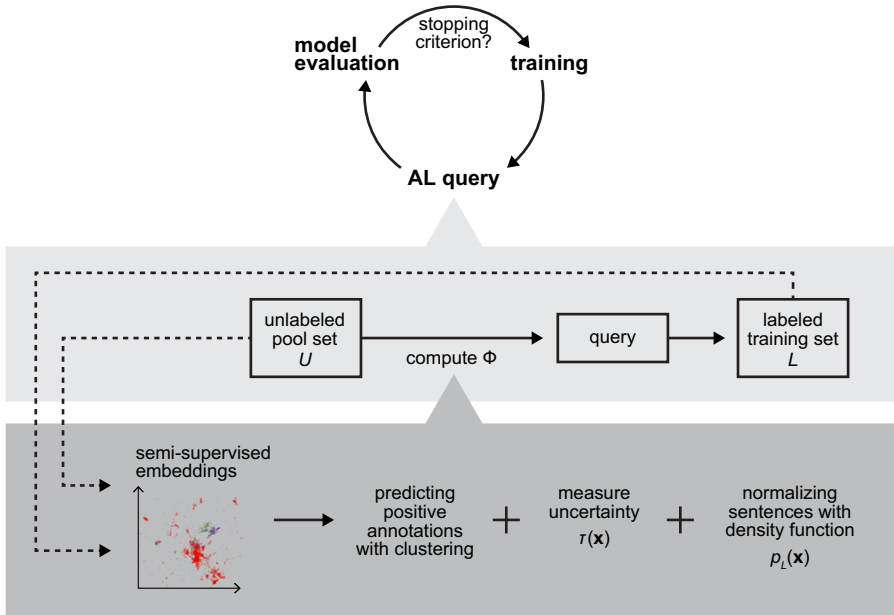 stopping
criterion?
model
evaluation
training
AL query
unlabeled
pool set
U
compute Φ
query
labeled
training set
L
semi-supervised
embeddings
predicting
positive
annotations
with clustering
+
measure
uncertainty
τ(x)
+
normalizing
sentences with
density function
p_L(x)